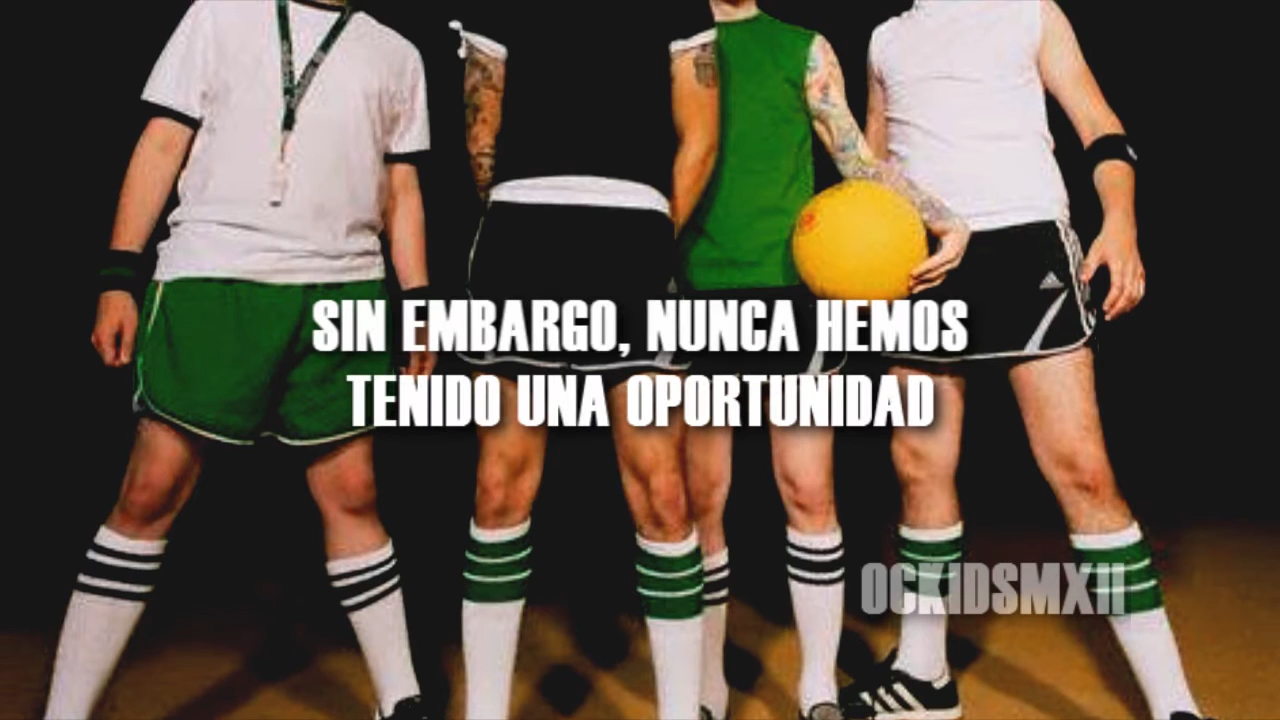 SIN EMBARGO, NUNCA HEMOS
TENIDO UNA OPORTUNIDAD
OCKIDSMXII